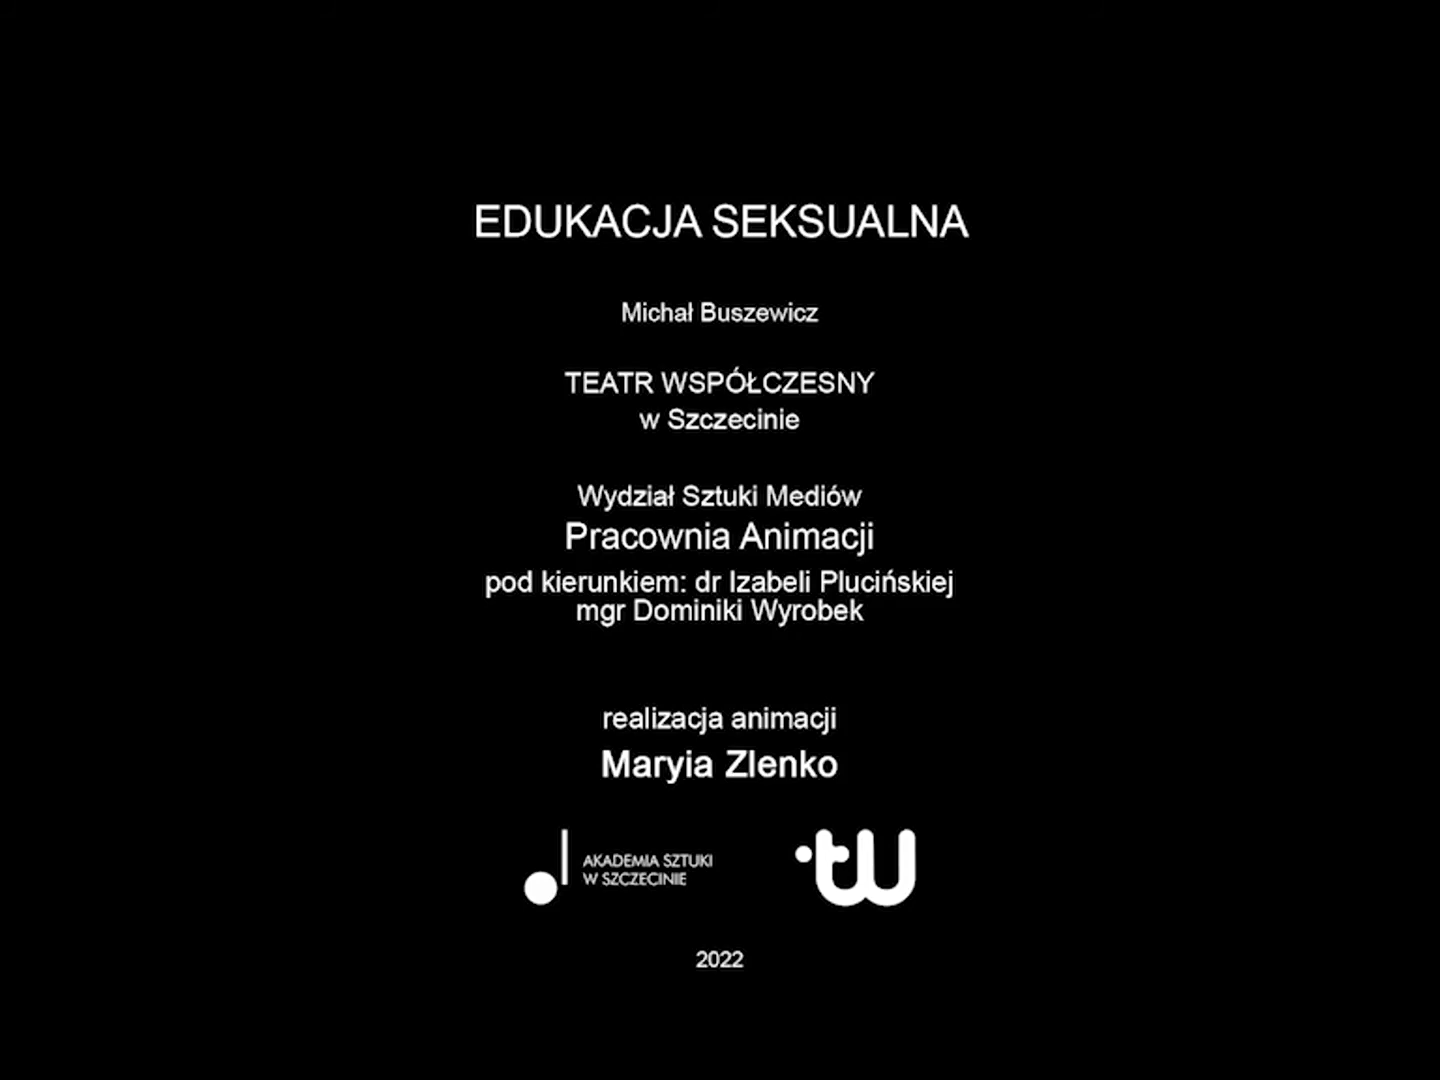 EDUKACJA SEKSUALNA
Michał Buszewicz
TEATR WSPÓŁCZESNY
w Szczecinie
Wydział Sztuki Mediów
Pracownia Animacji
pod kierunkiem: dr Izabeli Plucińskiej
mgr Dominiki Wyrobek
realizacja animacji
Maryia Zlenko
AKADEMIA SZTUKI
W SZCZECINIE
tw
2022